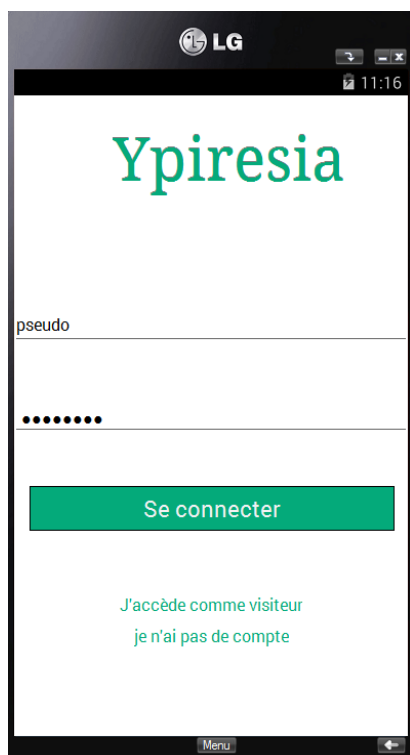 LG
11:16
Ypiresia
pseudo
••••••••
Se connecter
J'accède comme visiteur
je n'ai pas de compte
Menu